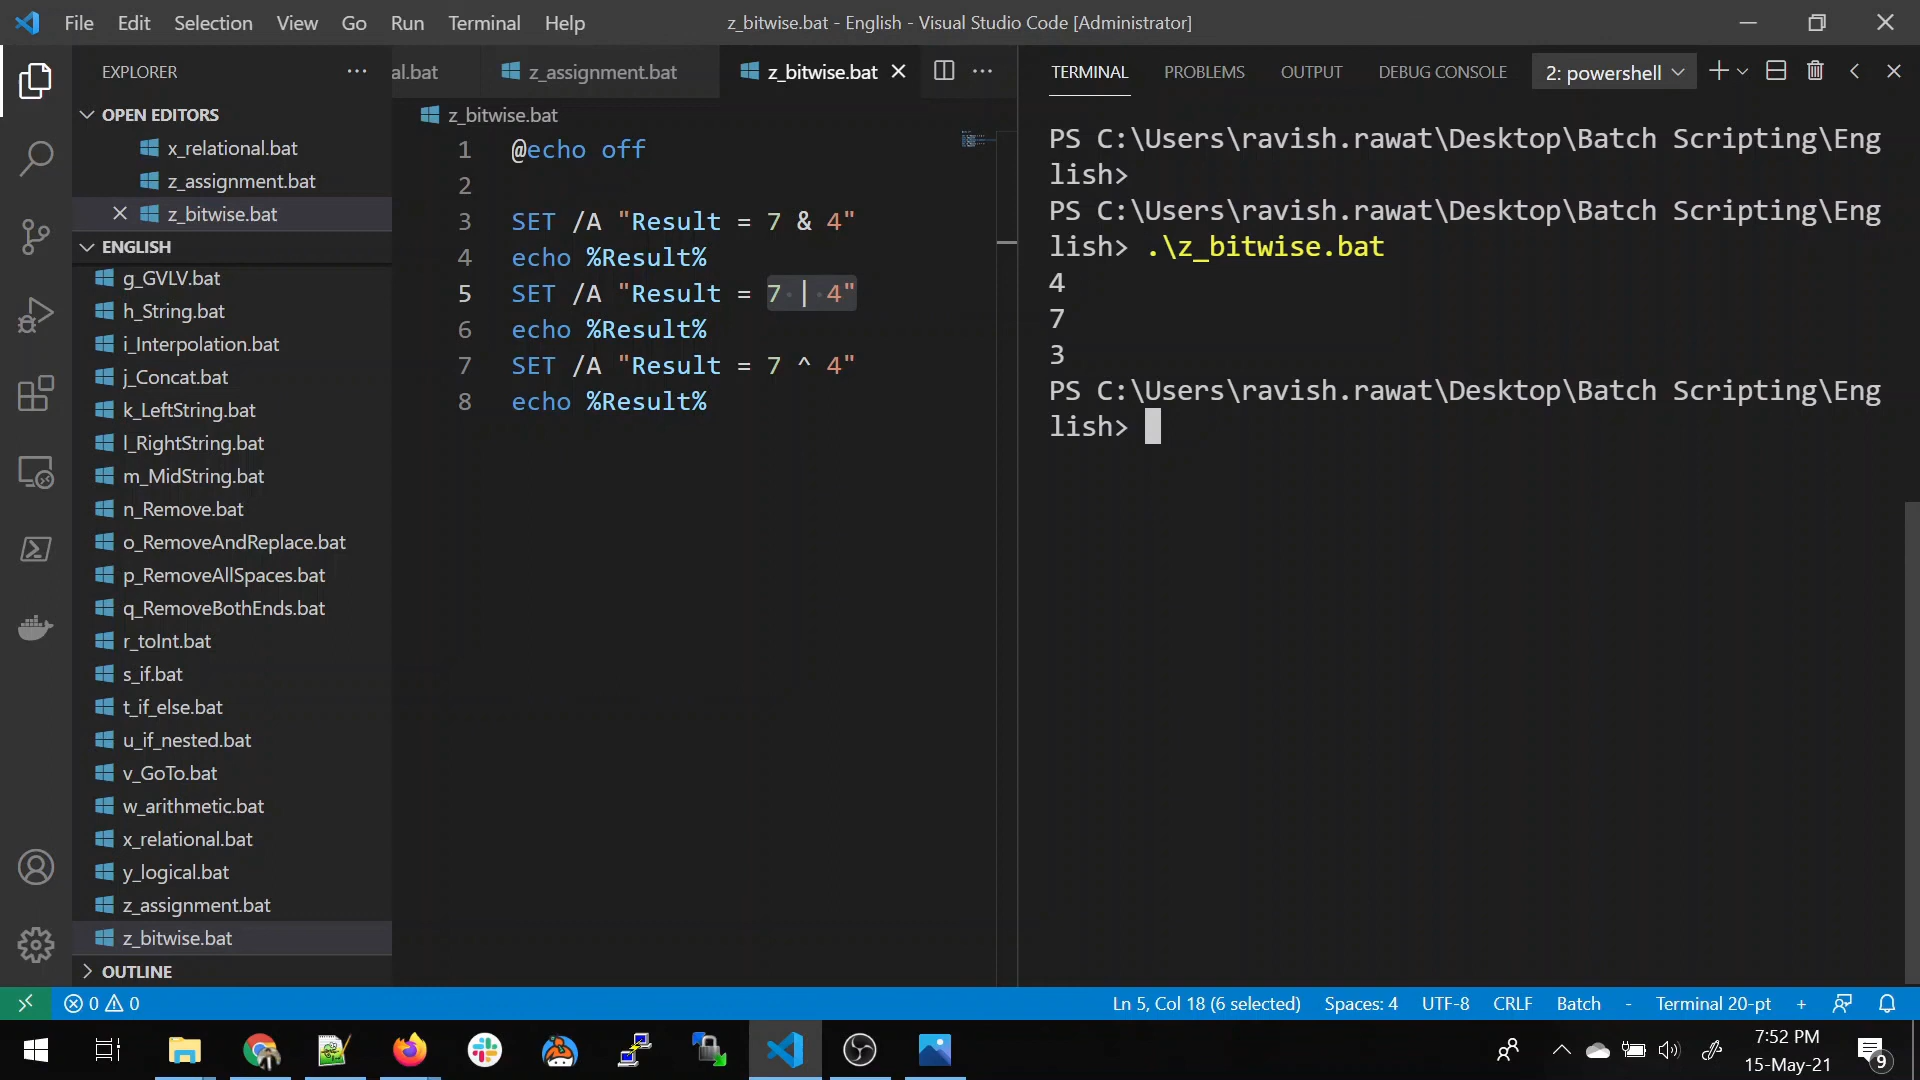 File Edit Selection View Go Run Terminal Help
z_bitwise.bat - English - Visual Studio Code [Administrator]
EXPLORER
OPEN EDITORS
x_relational.bat
z_assignment.bat
z_bitwise.bat
ENGLISH
g_GVLV.bat
h_String.bat
i_Interpolation.bat
j_Concat.bat
k_LeftString.bat
l_RightString.bat
m_MidString.bat
n_Remove.bat
o_RemoveAndReplace.bat
p_RemoveAllSpaces.bat
q_RemoveBothEnds.bat
r_toInt.bat
s_if.bat
t_if_else.bat
u_if_nested.bat
v_GoTo.bat
w_arithmetic.bat
x_relational.bat
y_logical.bat
z_assignment.bat
z_bitwise.bat
OUTLINE
al.bat z_assignment.bat z_bitwise.bat
z_bitwise.bat
1 @echo off
2
3 SET /A "Result = 7 & 4"
4 echo %Result%
5 SET /A "Result = 7 | 4"
6 echo %Result%
7 SET /A "Result = 7 ^ 4"
8 echo %Result%
TERMINAL PROBLEMS OUTPUT DEBUG CONSOLE 2: powershell
PS C:\Users\ravish.rawat\Desktop\Batch Scripting\Eng
lish>
PS C:\Users\ravish.rawat\Desktop\Batch Scripting\Eng
lish> .\z_bitwise.bat
4
7
3
PS C:\Users\ravish.rawat\Desktop\Batch Scripting\Eng
lish>
0 0 Ln 5, Col 18 (6 selected) Spaces: 4 UTF-8 CRLF Batch - Terminal 20-pt +
7:52 PM
15-May-21
9